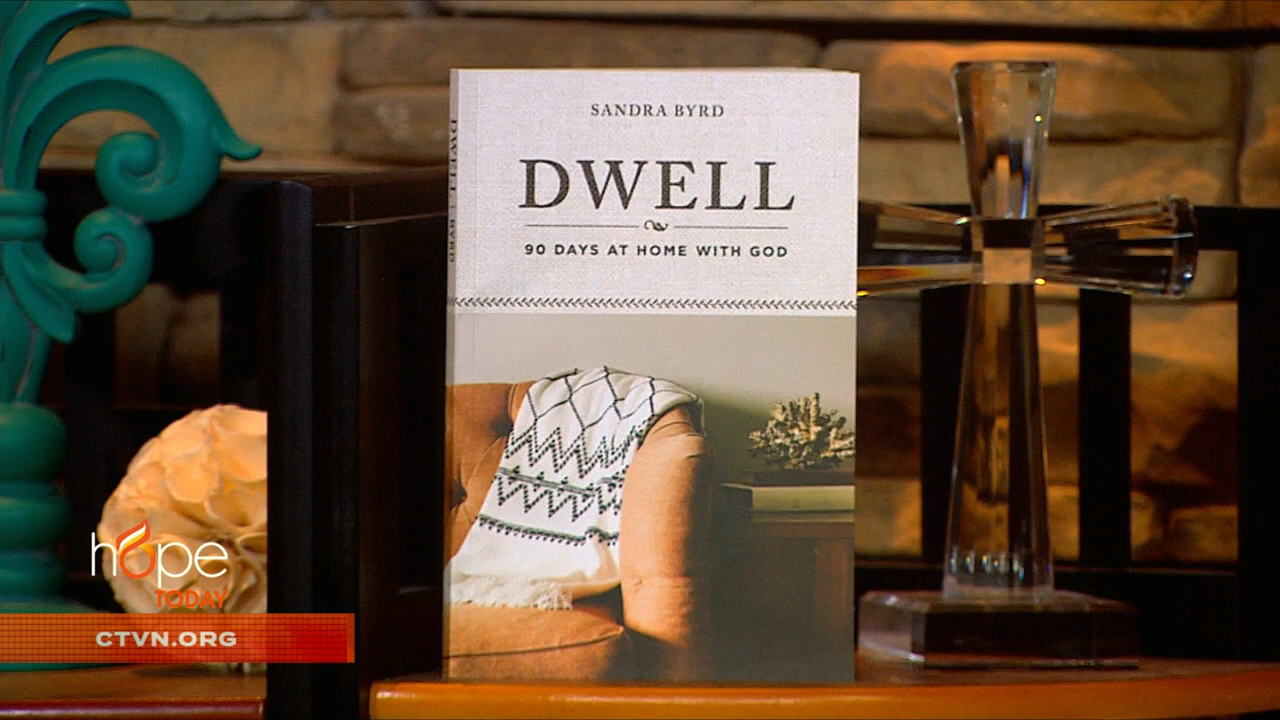 SANDRA BYRD
DWELL
90 DAYS AT HOME WITH GOD
DWELL BYRD
hope
TODAY
CTVN.ORG